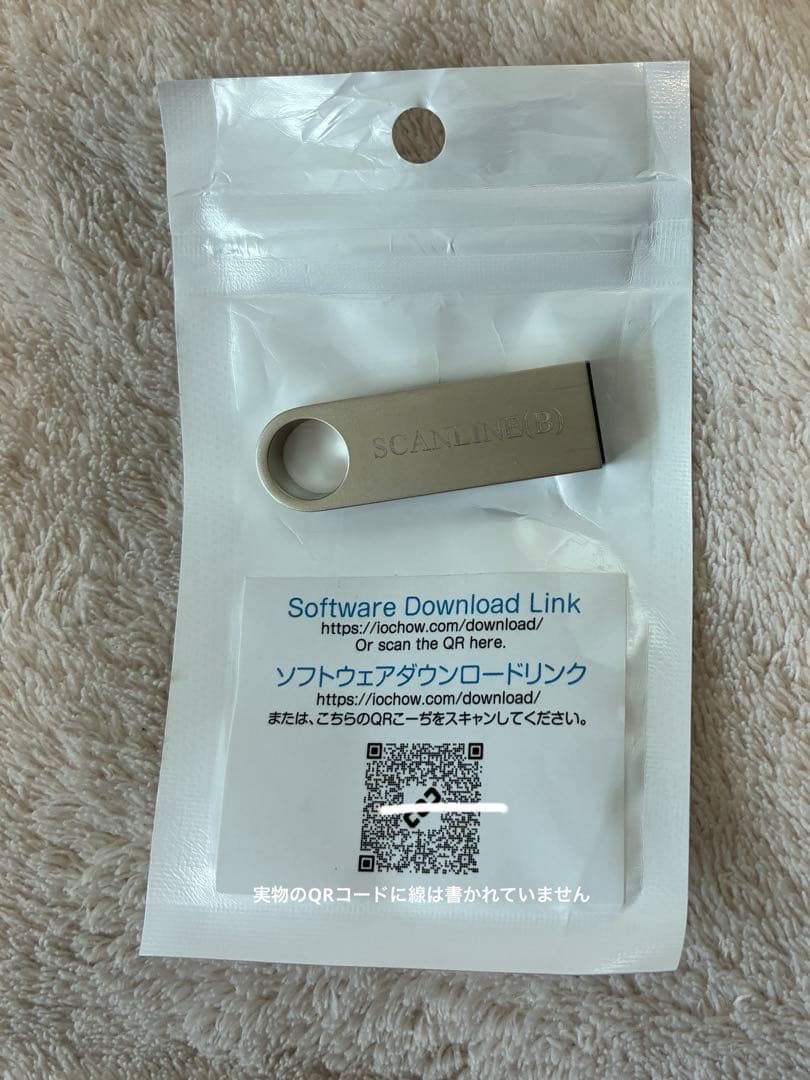 SCANLINE(B)
Software Download Link
https://iochow.com/download/
Or scan the QR here.
ソフトウェアダウンロードリンク
https://iochow.com/download/
または、こちらのQRこーぢをスキャンしてください。
実物のQRコードに線は書かれていません